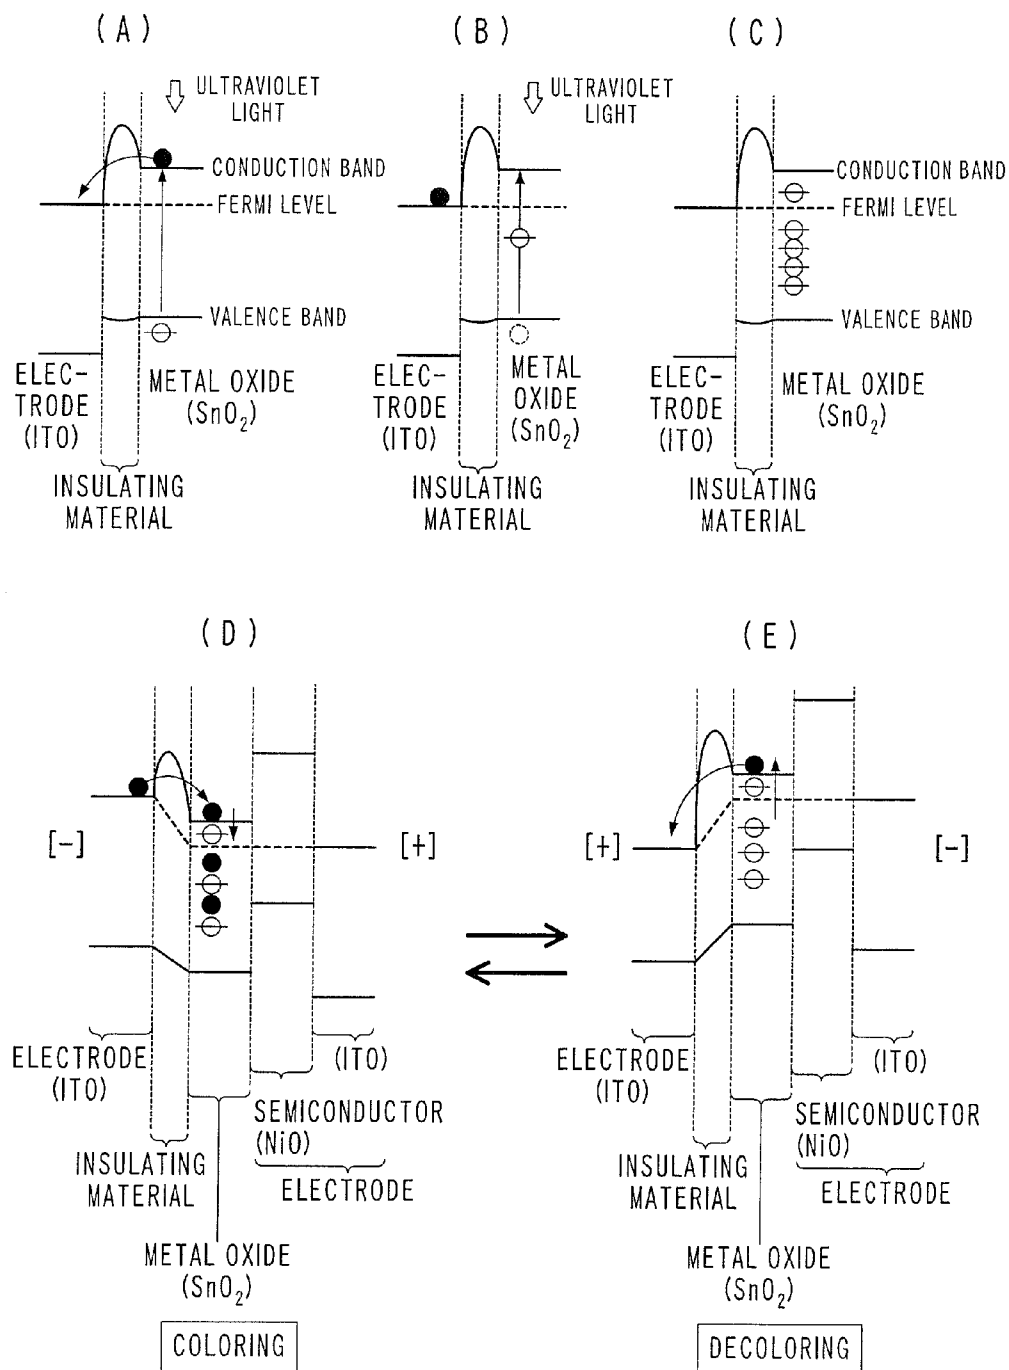 (A)
ULTRAVIOLET
LIGHT
CONDUCTION BAND
FERMI LEVEL
VALENCE BAND
ELEC-
TRODE
(ITO)
METAL OXIDE
(SnO2)
INSULATING
MATERIAL
(B)
ULTRAVIOLET
LIGHT
ELEC-
TRODE
(ITO)
METAL
OXIDE
(SnO2)
INSULATING
MATERIAL
(C)
CONDUCTION BAND
FERMI LEVEL
VALENCE BAND
ELEC-
TRODE
(ITO)
METAL OXIDE
(SnO2)
INSULATING
MATERIAL
(D)
[-]
[+]
ELECTRODE
(ITO)
(ITO)
SEMICONDUCTOR
(NiO)
INSULATING
MATERIAL
ELECTRODE
METAL OXIDE
(SnO2)
COLORING
(E)
[+]
[-]
ELECTRODE
(ITO)
(ITO)
SEMICONDUCTOR
(NiO)
INSULATING
MATERIAL
ELECTRODE
METAL OXIDE
(SnO2)
DECOLORING